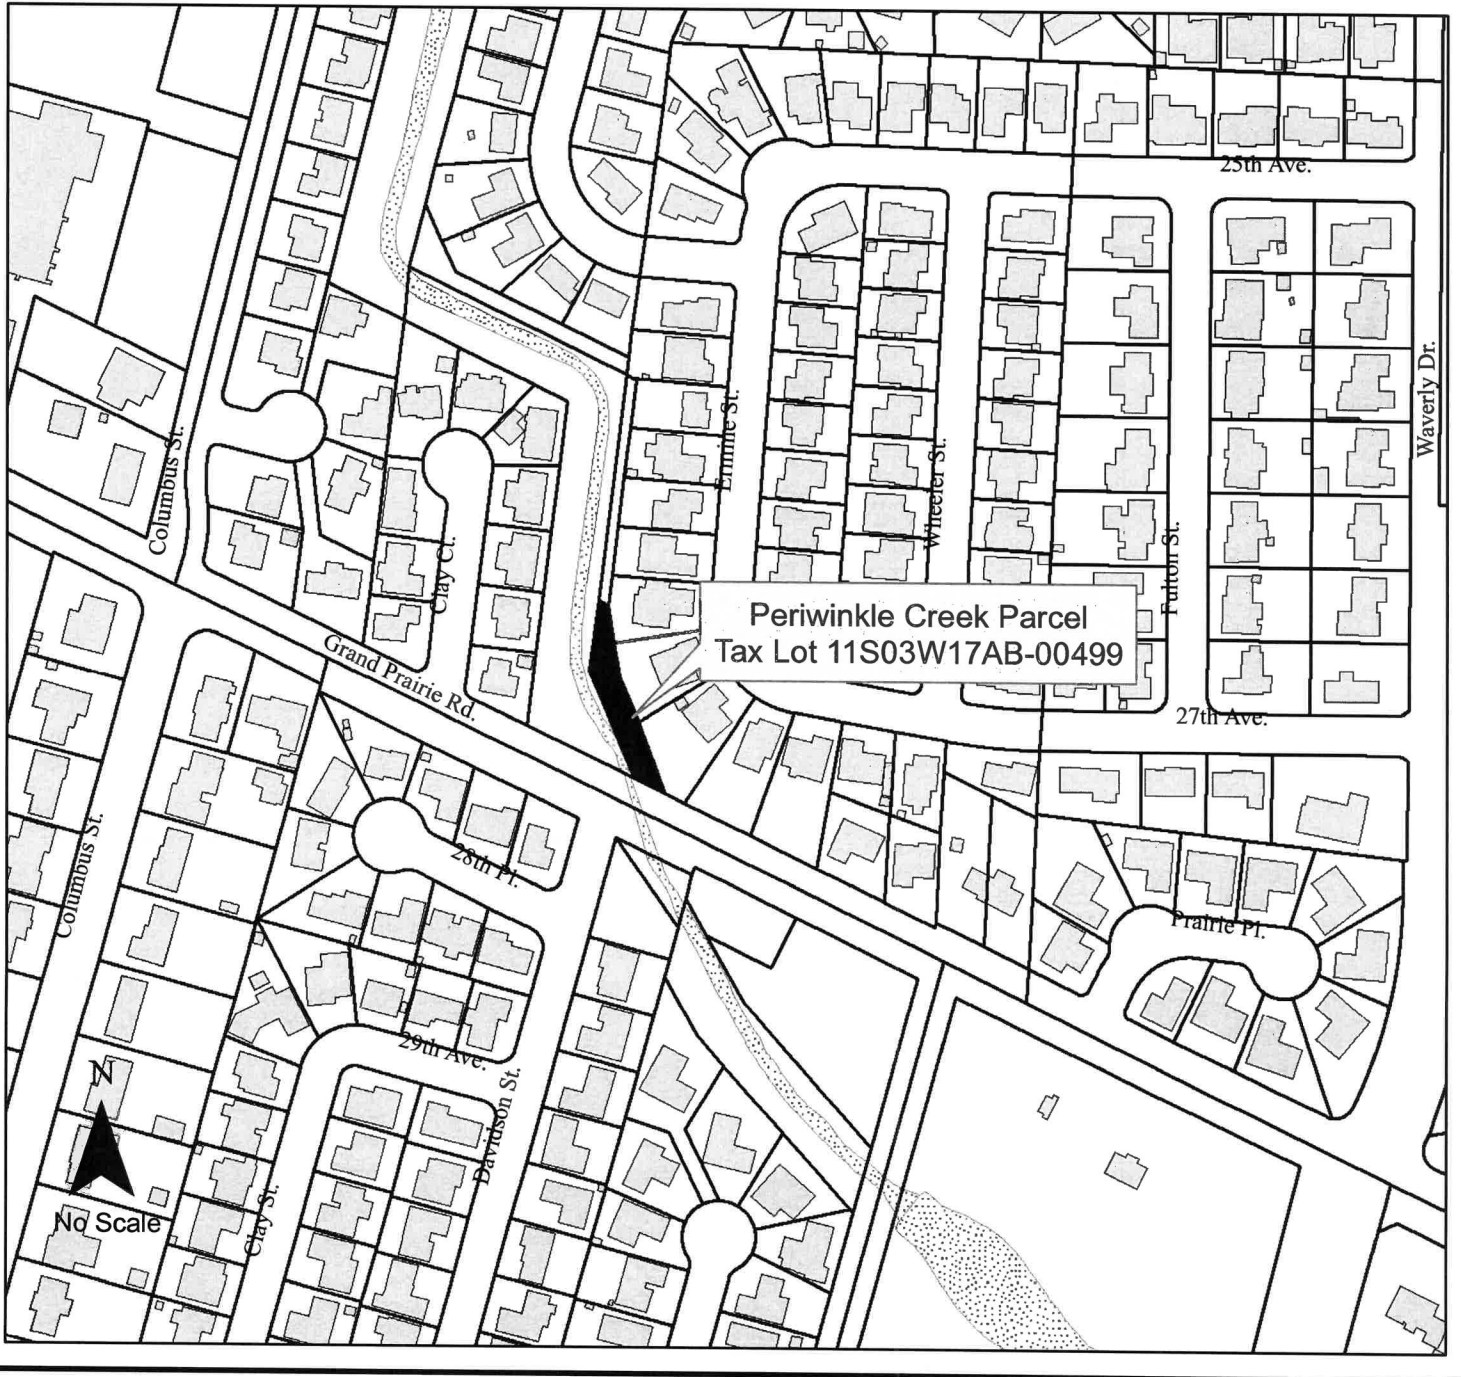 25th Ave.
Waverly Dr.
Ermine St.
Wheeler St.
Columbus St.
Clay Ct.
Fulton St.
Periwinkle Creek Parcel
Tax Lot 11S03W17AB-00499
Grand Prairie Rd.
27th Ave.
28th Pl.
Columbus St.
Prairie Pl.
29th Ave.
N
Davidson St.
No Scale
Clay St.